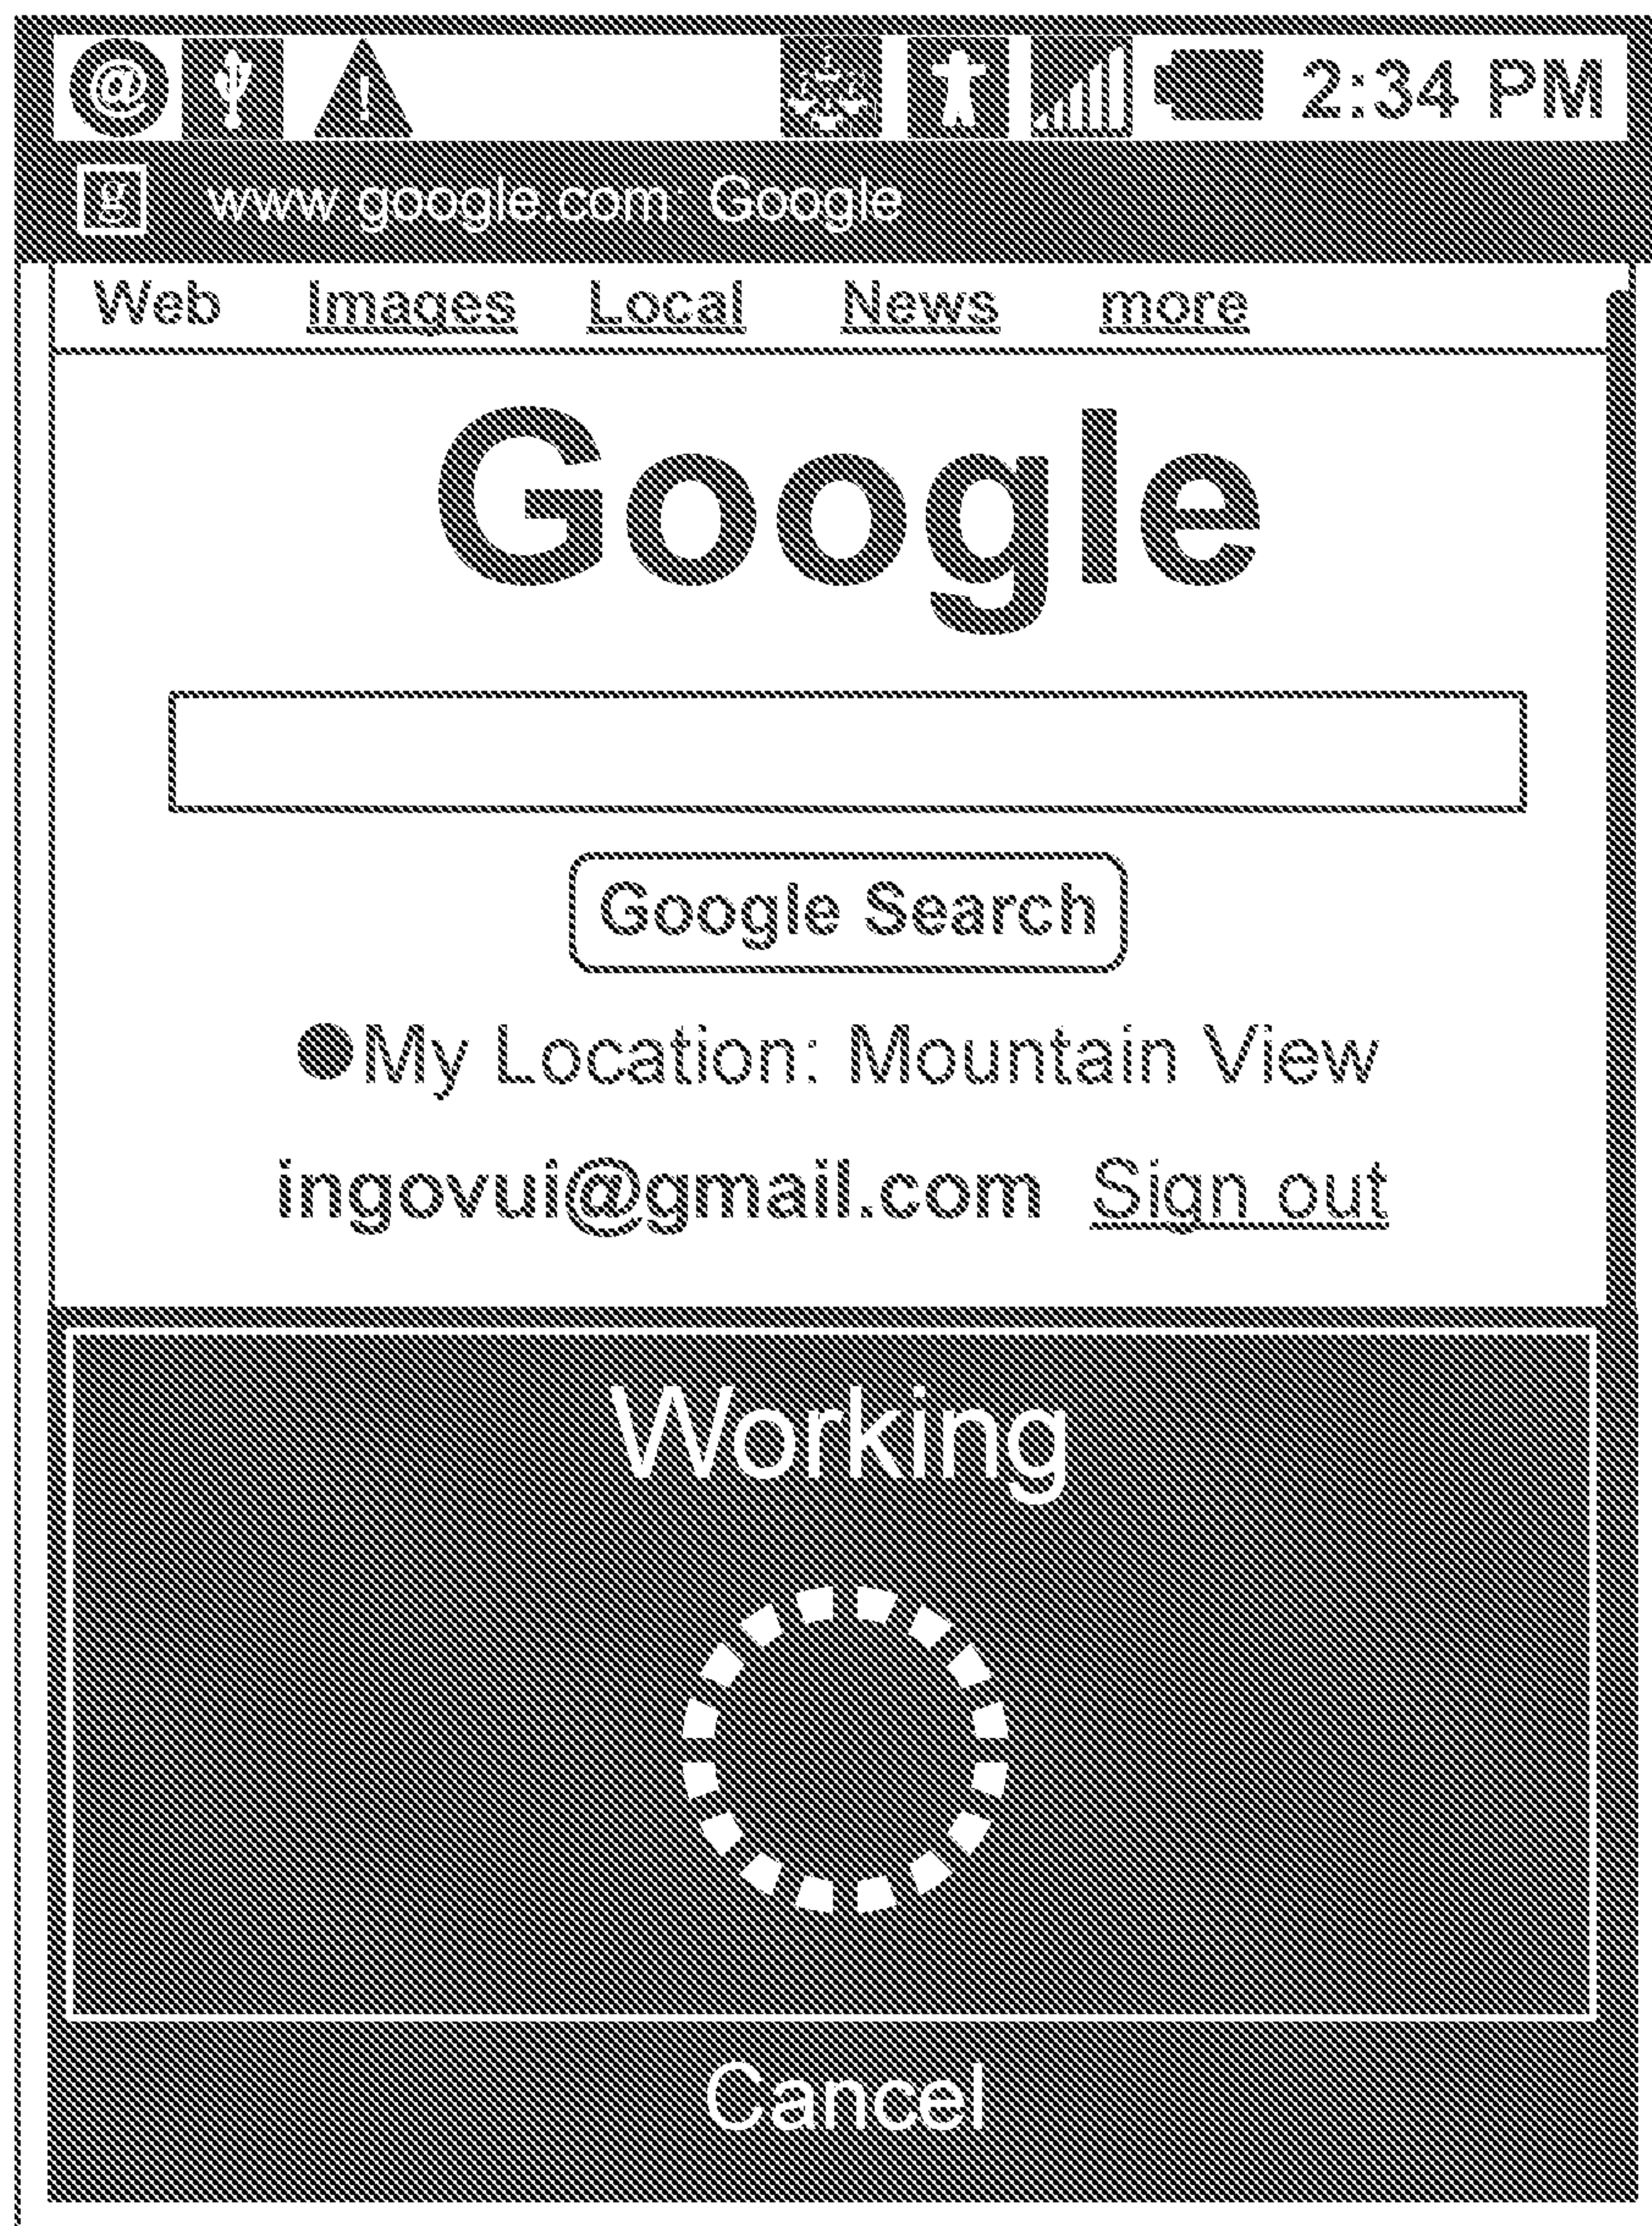 @ ! 2:34 PM
g www.google.com: Google
Web Images Local News more
Google
Google Search
My Location: Mountain View
ingovui@gmail.com Sign out
Working
Cancel